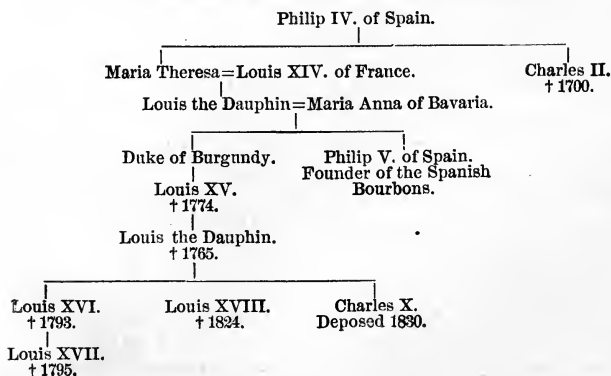 Philip IV. of Spain.
Maria Theresa=Louis XIV. of France. Charles II.
† 1700.
Louis the Dauphin=Maria Anna of Bavaria.
Duke of Burgundy. Philip V. of Spain.
Founder of the Spanish
Louis XV. Bourbons.
† 1774.
Louis the Dauphin.
† 1765.
Louis XVI. Louis XVIII. Charles X.
† 1793. † 1824. Deposed 1830.
Louis XVII.
† 1795.